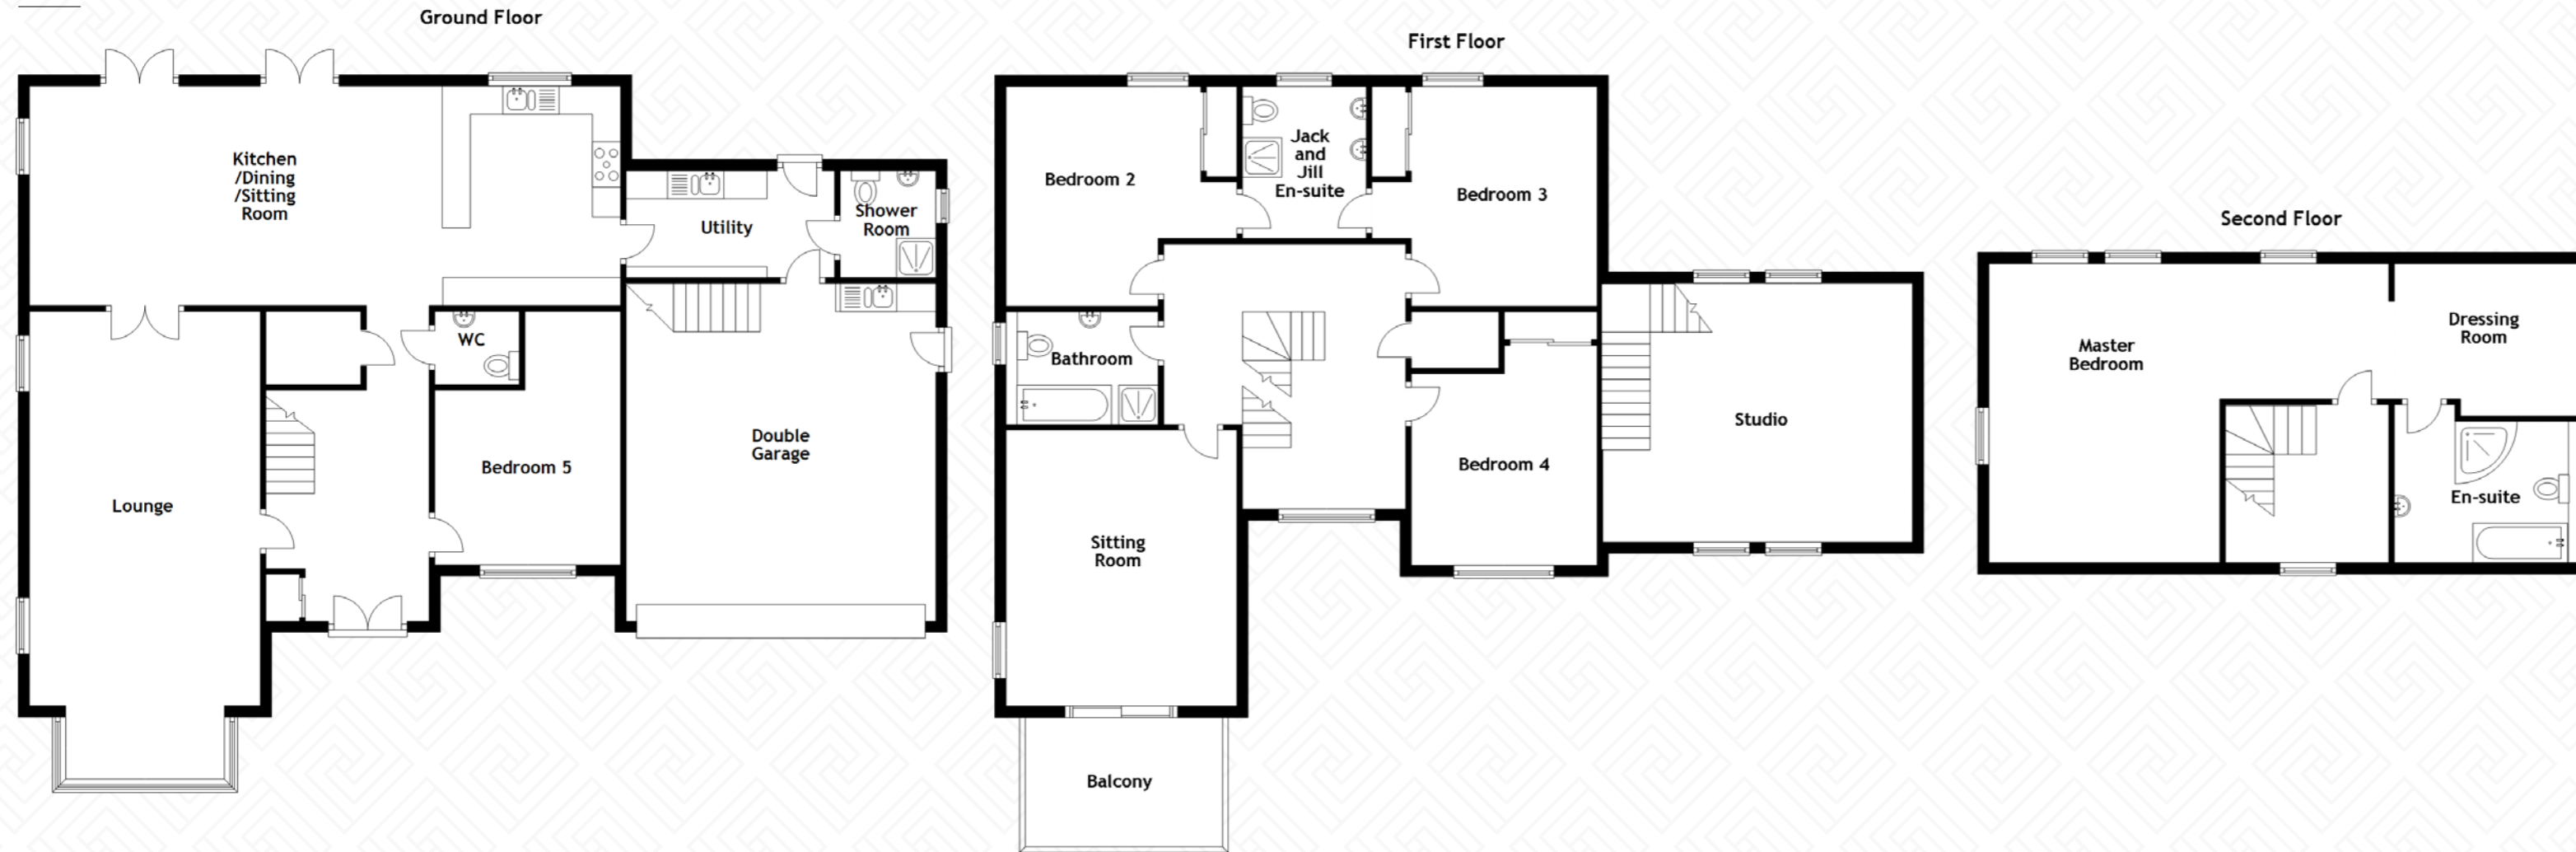 Ground Floor
Kitchen
/Dining
/Sitting
Room
Utility
Shower
Room
WC
Lounge
Bedroom 5
Double
Garage
First Floor
Bedroom 2
Jack
and
Jill
En-suite
Bedroom 3
Bathroom
Sitting
Room
Bedroom 4
Studio
Balcony
Second Floor
Master
Bedroom
Dressing
Room
En-suite